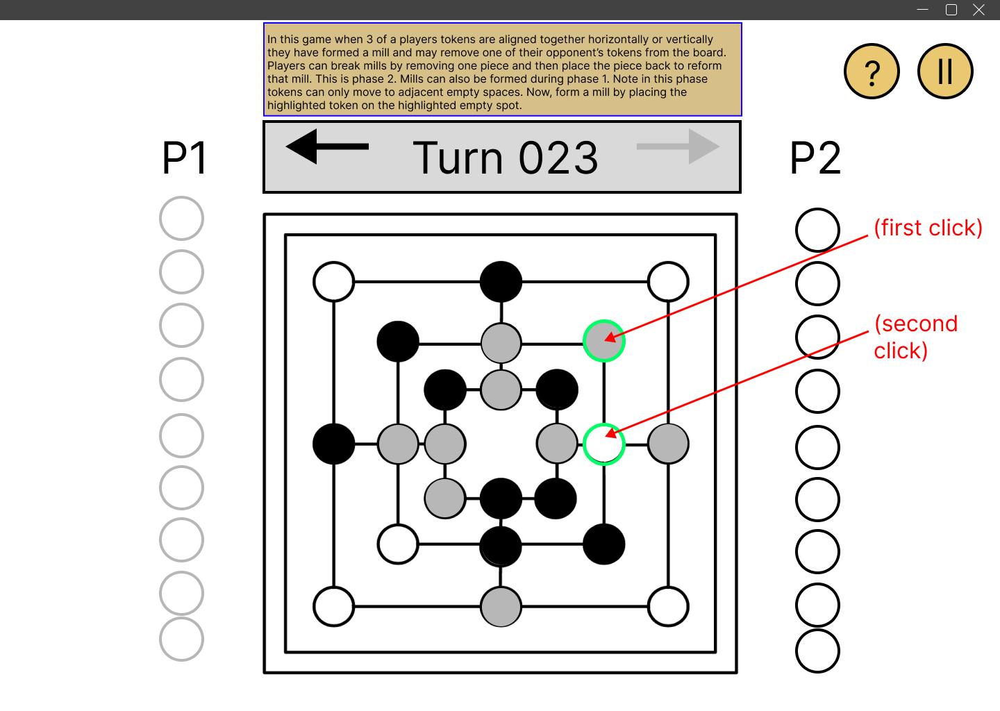 In this game when 3 of a players tokens are aligned together horizontally or vertically
they have formed a mill and may remove one of their opponent’s tokens from the board.
Players can break mills by removing one piece and then place the piece back to reform
that mill. This is phase 2. Mills can also be formed during phase 1. Note in this phase
tokens can only move to adjacent empty spaces. Now, form a mill by placing the
highlighted token on the highlighted empty spot.
?
||
P1
Turn 023
P2
(first click)
(second
click)